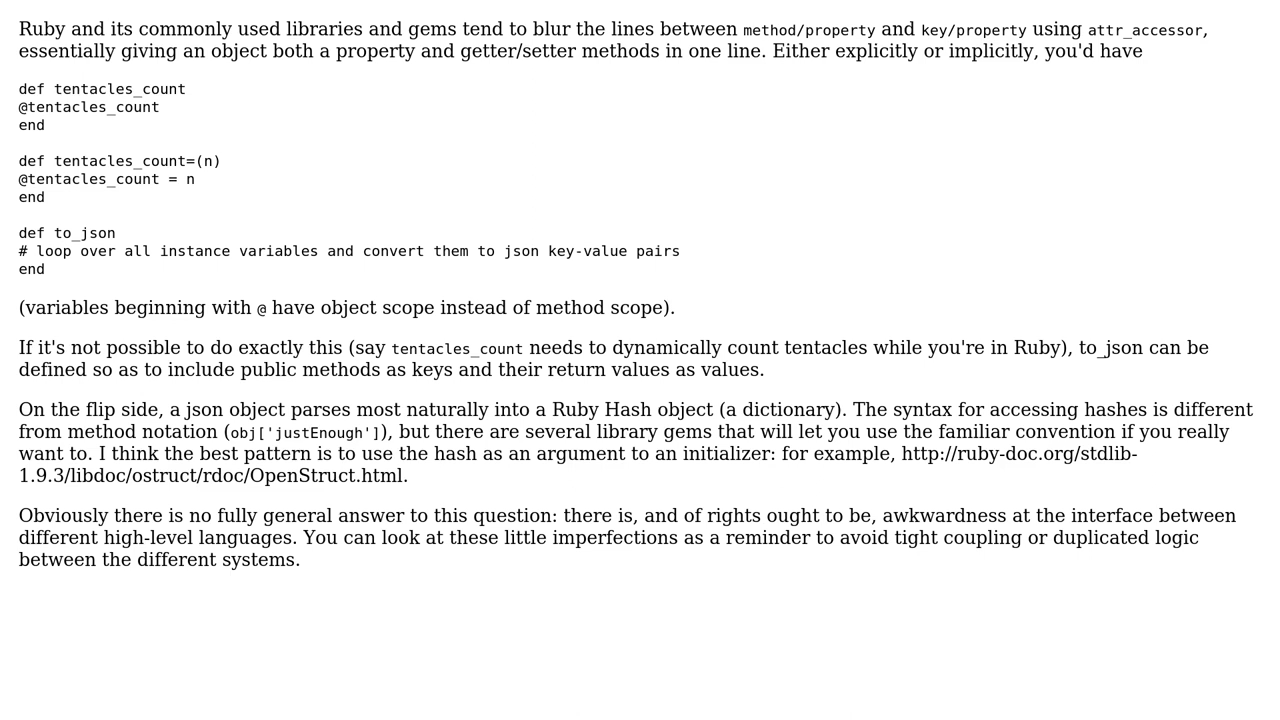 Ruby and its commonly used libraries and gems tend to blur the lines between method/property and key/property using attr_accessor,
essentially giving an object both a property and getter/setter methods in one line. Either explicitly or implicitly, you'd have
def tentacles_count
@tentacles_count
end
def tentacles_count=(n)
@tentacles_count = n
end
def to_json
# loop over all instance variables and convert them to json key-value pairs
end
(variables beginning with @ have object scope instead of method scope).
If it's not possible to do exactly this (say tentacles_count needs to dynamically count tentacles while you're in Ruby), to_json can be
defined so as to include public methods as keys and their return values as values.
On the flip side, a json object parses most naturally into a Ruby Hash object (a dictionary). The syntax for accessing hashes is different
from method notation (obj['justEnough']), but there are several library gems that will let you use the familiar convention if you really
want to. I think the best pattern is to use the hash as an argument to an initializer: for example, http://ruby-doc.org/stdlib-
1.9.3/libdoc/ostruct/rdoc/OpenStruct.html.
Obviously there is no fully general answer to this question: there is, and of rights ought to be, awkwardness at the interface between
different high-level languages. You can look at these little imperfections as a reminder to avoid tight coupling or duplicated logic
between the different systems.